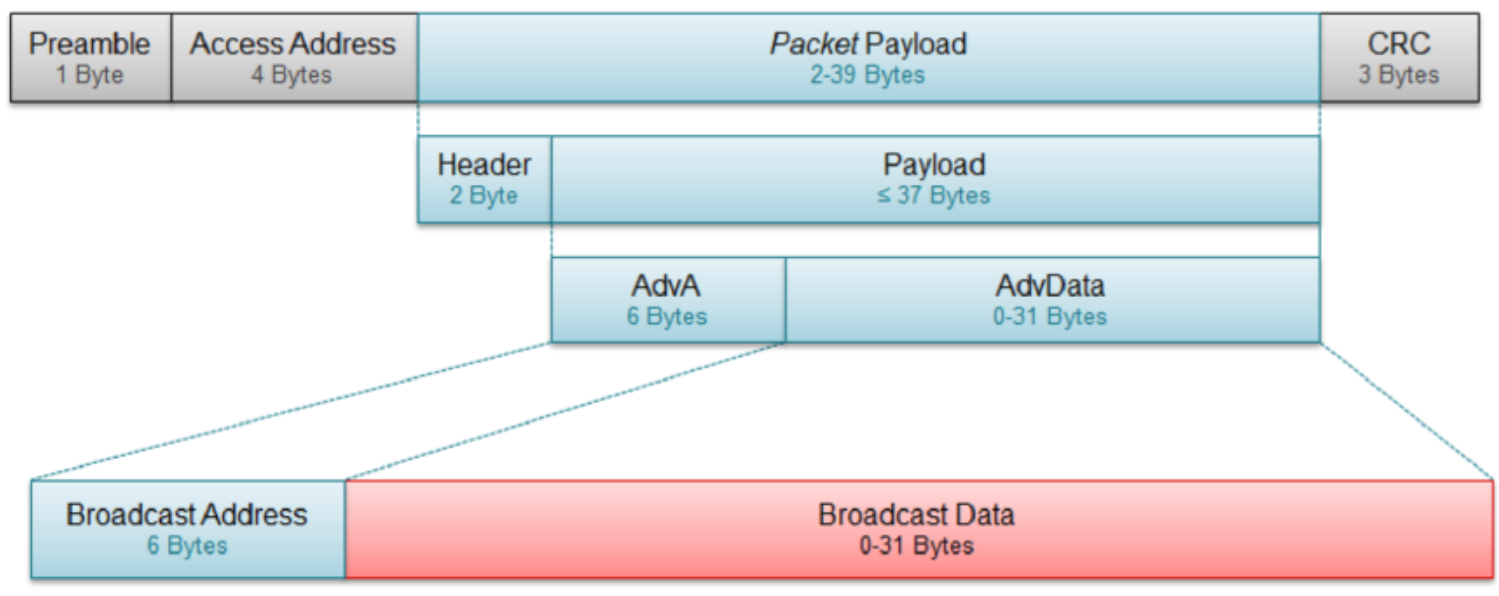 Preamble
1 Byte
Access Address
4 Bytes
Packet Payload
2-39 Bytes
CRC
3 Bytes
Header
2 Byte
Payload
≤ 37 Bytes
AdvA
6 Bytes
AdvData
0-31 Bytes
Broadcast Address
6 Bytes
Broadcast Data
0-31 Bytes